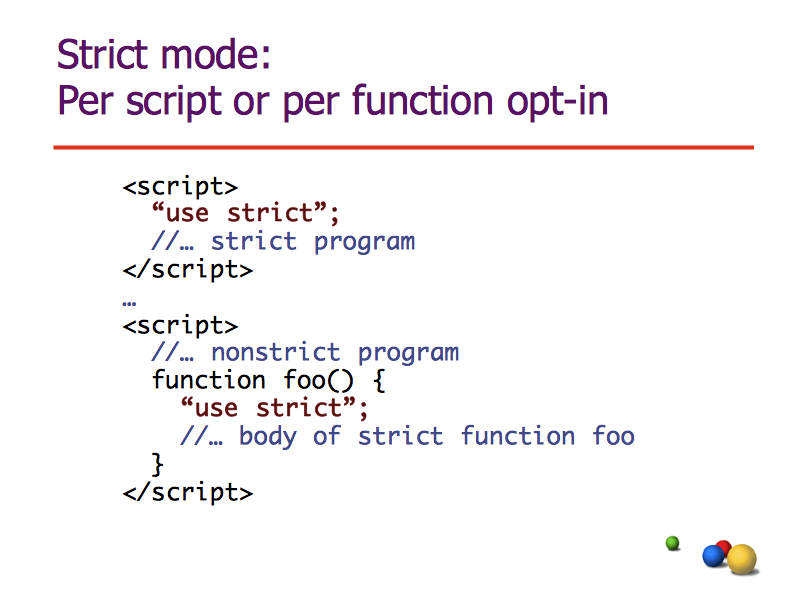 Strict mode:
Per script or per function opt-in
<script>
“use strict”;
//… strict program
</script>
…
<script>
//… nonstrict program
function foo() {
“use strict”;
//… body of strict function foo
}
</script>